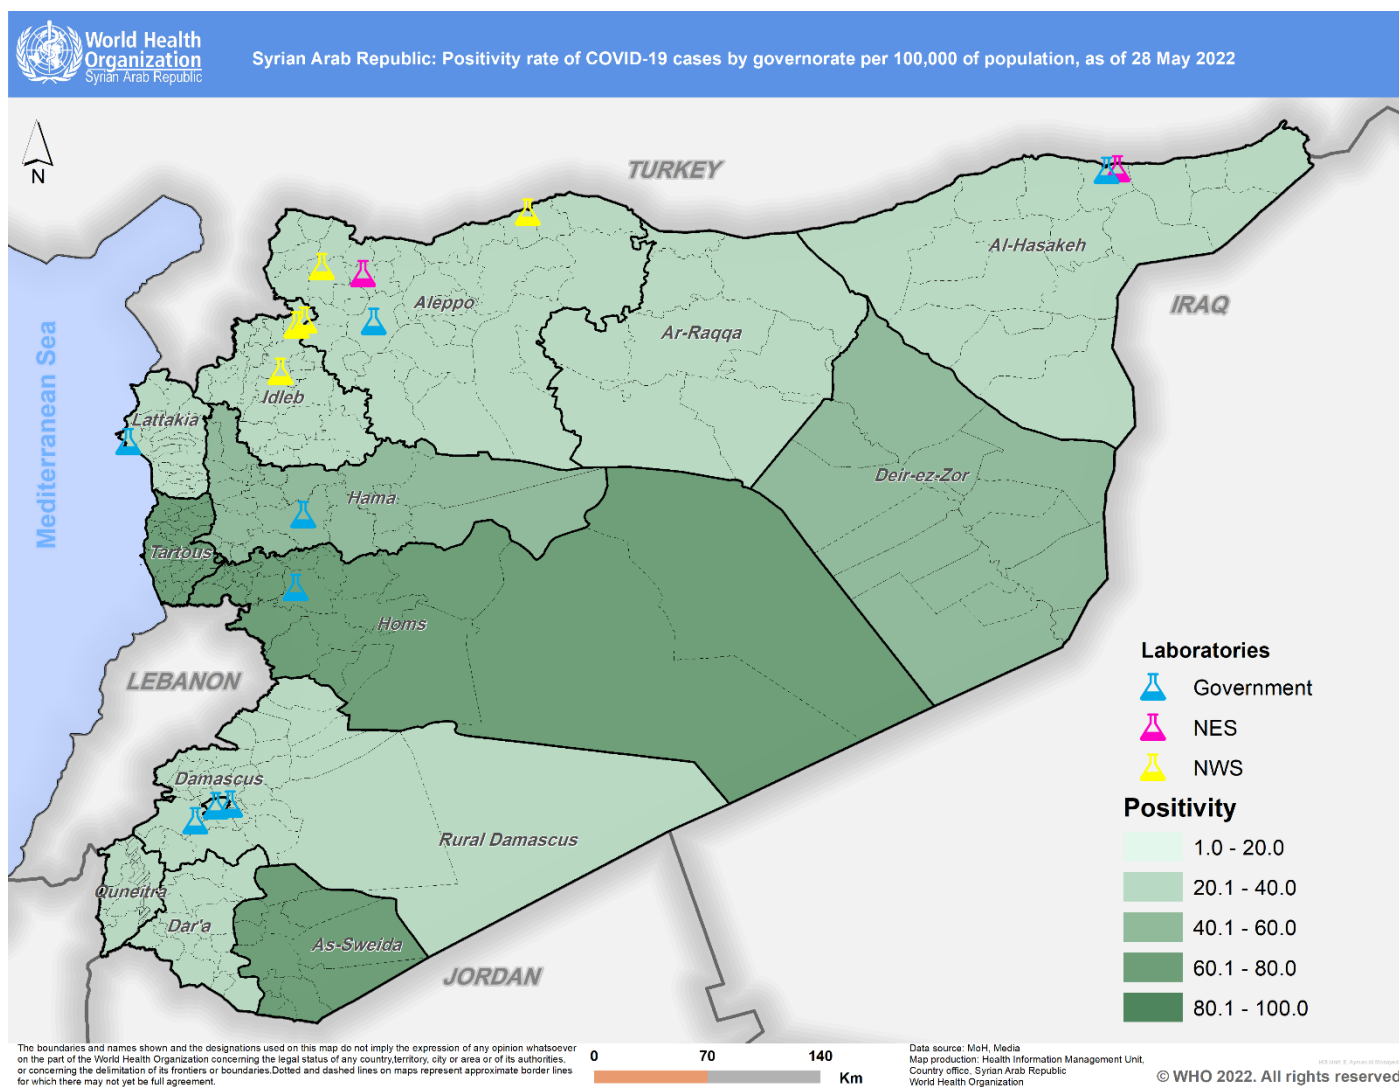 World Health
Organization
Syrian Arab Republic
Syrian Arab Republic: Positivity rate of COVID-19 cases by governorate per 100,000 of population, as of 28 May 2022
N
TURKEY
Al-Hasakeh
IRAQ
Aleppo
Ar-Raqqa
Mediterranean Sea
Idleb
Lattakia
Deir-ez-Zor
Hama
Tartous
Homs
LEBANON
Damascus
Rural Damascus
Quneitra
Dar'a
As-Sweida
JORDAN
Laboratories
Government
NES
NWS
Positivity
1.0 - 20.0
20.1 - 40.0
40.1 - 60.0
60.1 - 80.0
80.1 - 100.0
The boundaries and names shown and the designations used on this map do not imply the expression of any opinion whatsoever
on the part of the World Health Organization concerning the legal status of any country,territory, city or area or of its authorities,
or concerning the delimitation of its frontiers or boundaries.Dotted and dashed lines on maps represent approximate border lines
for which there may not yet be full agreement.
0 70 140
Km
Data source: MoH, Media
Map production: Health Information Management Unit,
Country office, Syrian Arab Republic
World Health Organization
© WHO 2022. All rights reserved